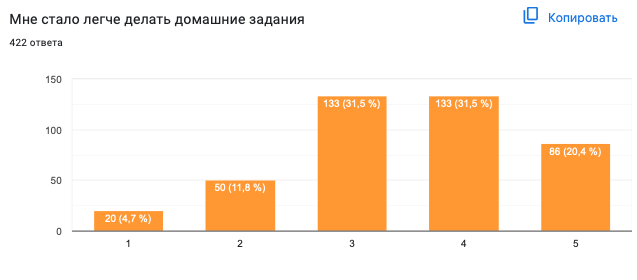 Мне стало легче делать домашние задания
Копировать
422 ответа
150
100
50
0
20 (4,7 %)
50 (11,8 %)
133 (31,5 %)
133 (31,5 %)
86 (20,4 %)
1
2
3
4
5